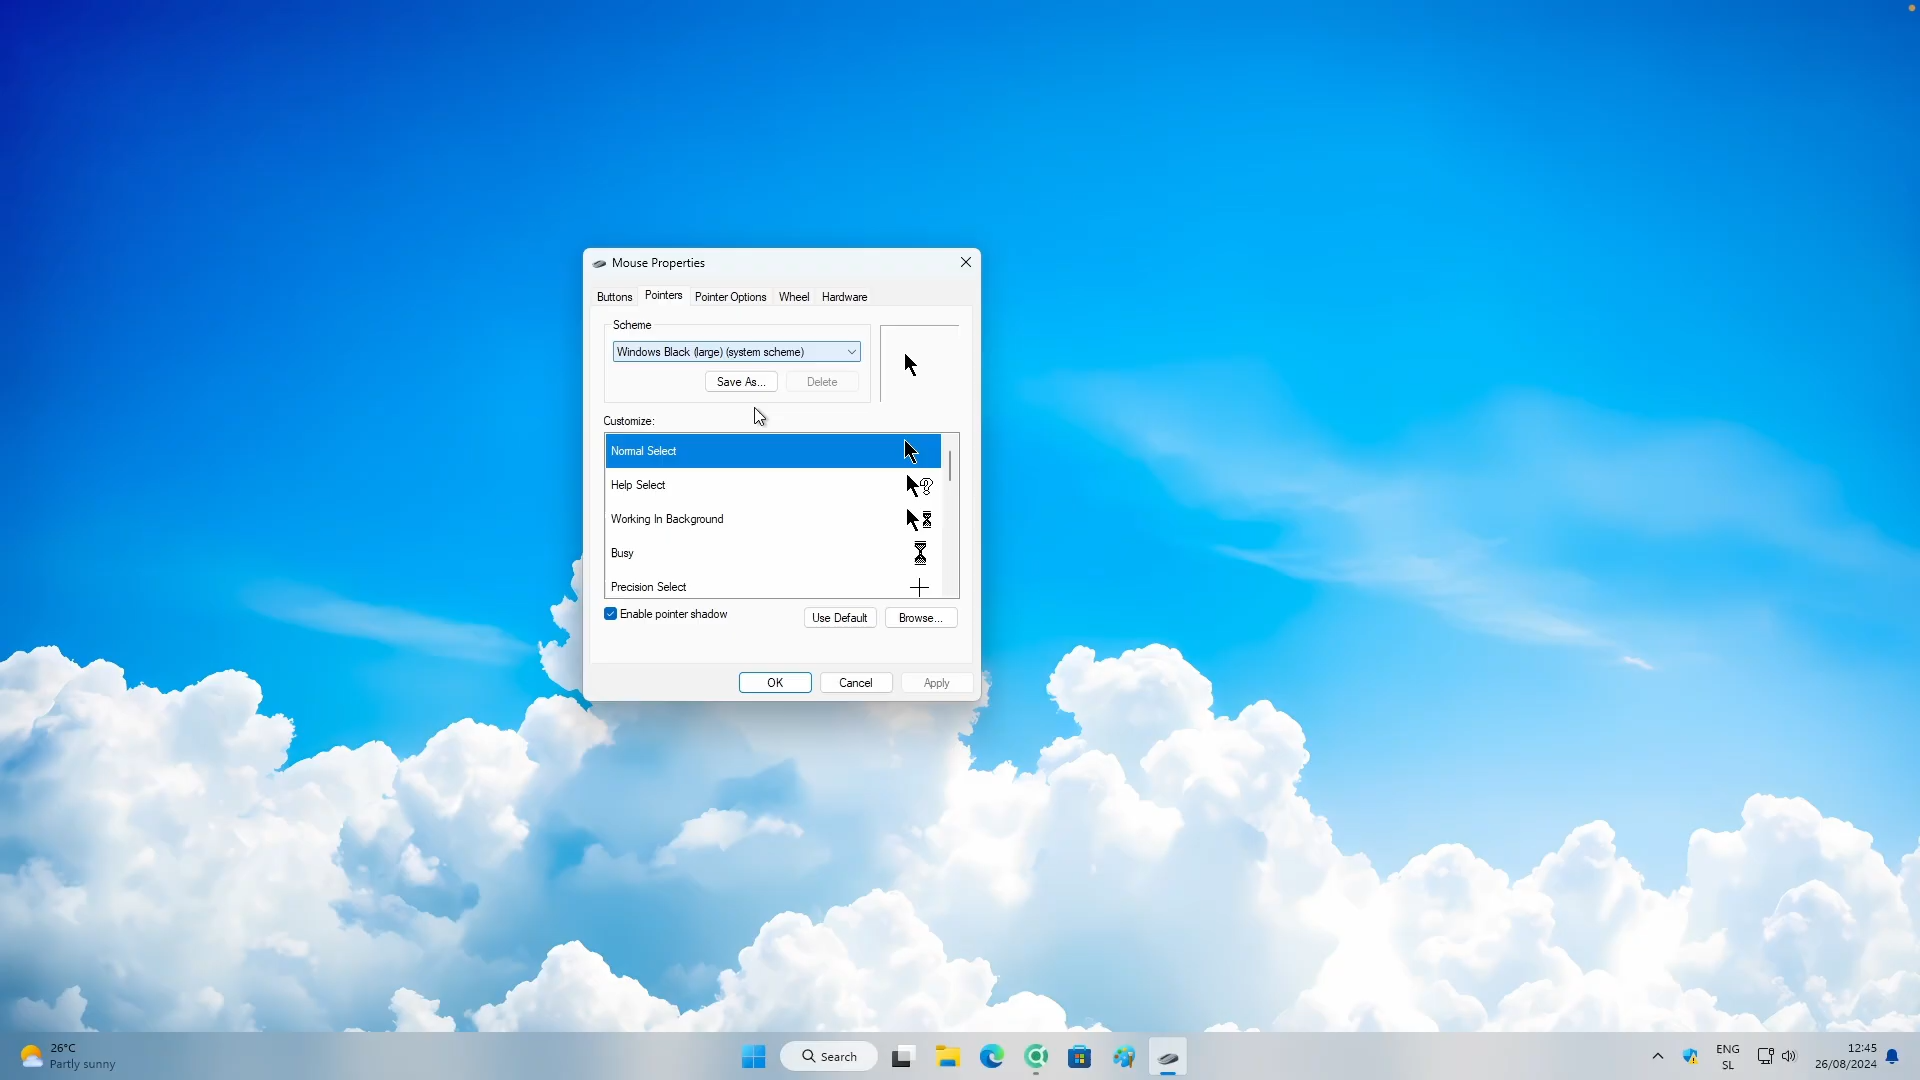 Mouse Properties
Buttons Pointers Pointer Options Wheel Hardware
Scheme
Windows Black (large) (system scheme)
Save As... Delete
Customize:
Normal Select
Help Select
Working In Background
Busy
Precision Select
Enable pointer shadow
Use Default Browse...
OK Cancel Apply
26°C
Partly sunny
Search
ENG
SL
12:45
26/08/2024